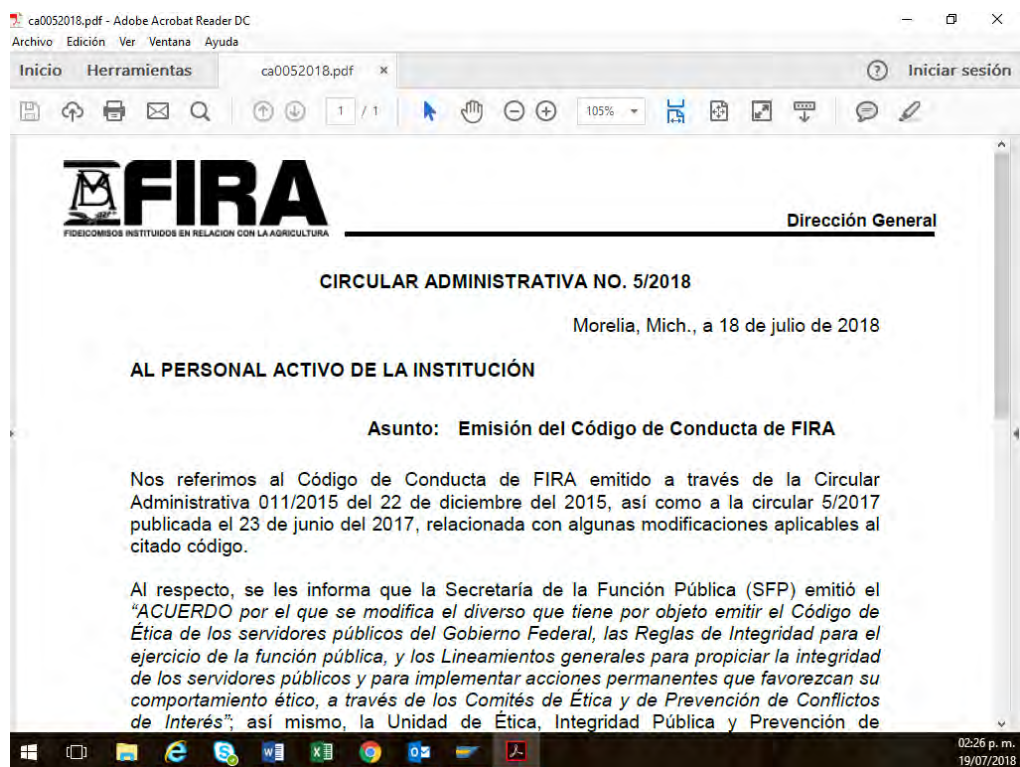 ca0052018.pdf - Adobe Acrobat Reader DC
Archivo Edición Ver Ventana Ayuda
Inicio Herramientas ca0052018.pdf × ? Iniciar sesión
1 / 1 105%
FIRA
FIDEICOMISOS INSTITUIDOS EN RELACION CON LA AGRICULTURA
Dirección General
CIRCULAR ADMINISTRATIVA NO. 5/2018
Morelia, Mich., a 18 de julio de 2018
AL PERSONAL ACTIVO DE LA INSTITUCIÓN
Asunto: Emisión del Código de Conducta de FIRA
Nos referimos al Código de Conducta de FIRA emitido a través de la Circular
Administrativa 011/2015 del 22 de diciembre del 2015, así como a la circular 5/2017
publicada el 23 de junio del 2017, relacionada con algunas modificaciones aplicables al
citado código.
Al respecto, se les informa que la Secretaría de la Función Pública (SFP) emitió el
“ACUERDO por el que se modifica el diverso que tiene por objeto emitir el Código de
Ética de los servidores públicos del Gobierno Federal, las Reglas de Integridad para el
ejercicio de la función pública, y los Lineamientos generales para propiciar la integridad
de los servidores públicos y para implementar acciones permanentes que favorezcan su
comportamiento ético, a través de los Comités de Ética y de Prevención de Conflictos
de Interés”; así mismo, la Unidad de Ética, Integridad Pública y Prevención de
02:26 p. m.
19/07/2018